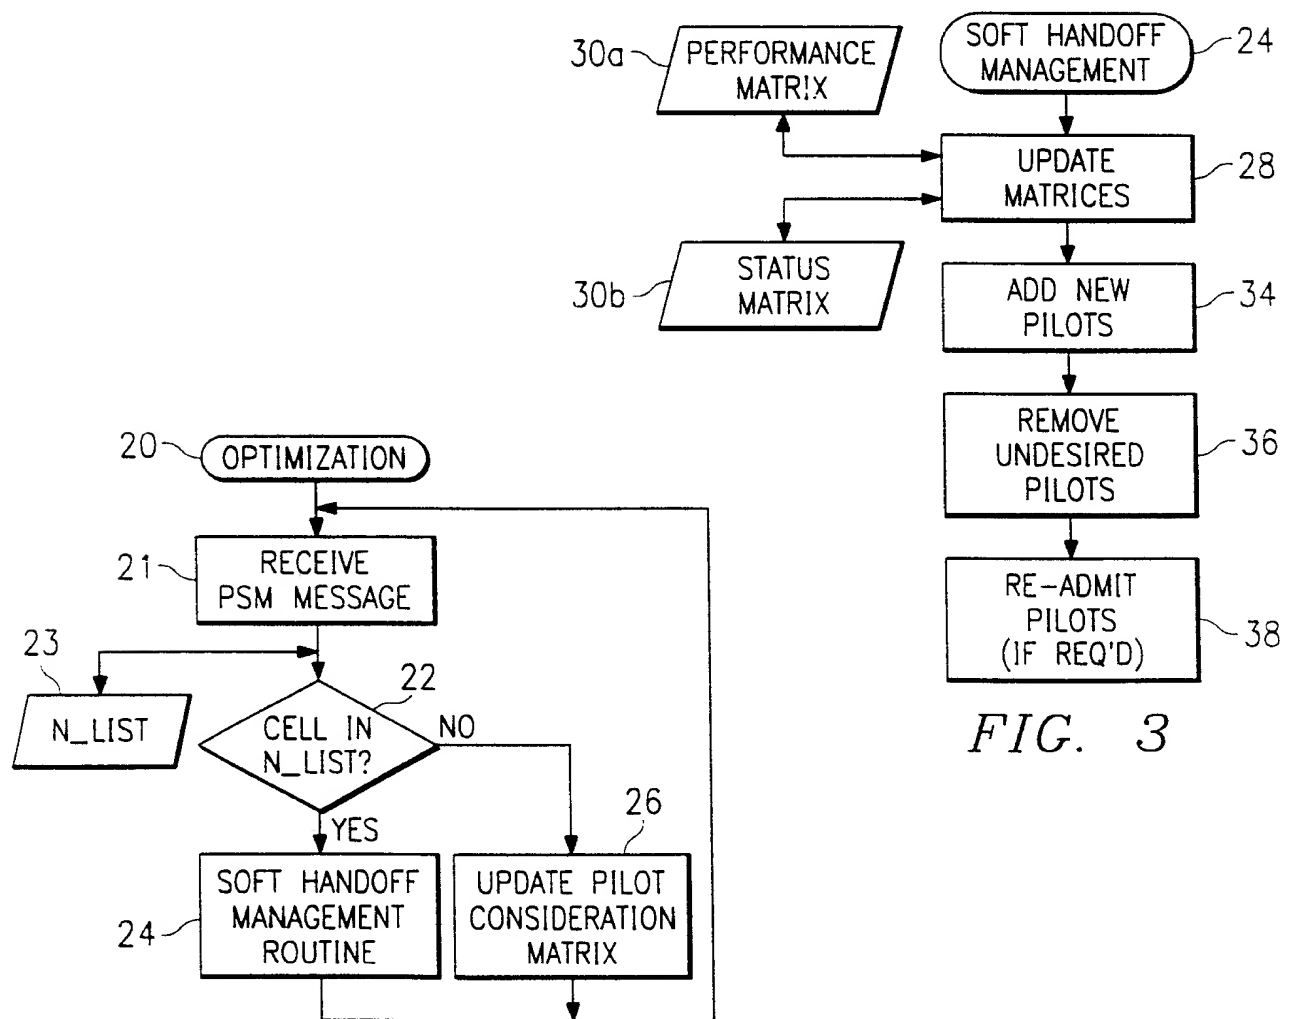 30a
PERFORMANCE
MATRIX
SOFT HANDOFF
MANAGEMENT
24
UPDATE
MATRICES
28
30b
STATUS
MATRIX
ADD NEW
PILOTS
34
REMOVE
UNDESIRED
PILOTS
36
RE-ADMIT
PILOTS
(IF REQ'D)
38
FIG. 3
20
OPTIMIZATION
21
RECEIVE
PSM MESSAGE
23
N_LIST
22
CELL IN
N_LIST?
NO
YES
26
SOFT HANDOFF
MANAGEMENT
ROUTINE
24
UPDATE PILOT
CONSIDERATION
MATRIX